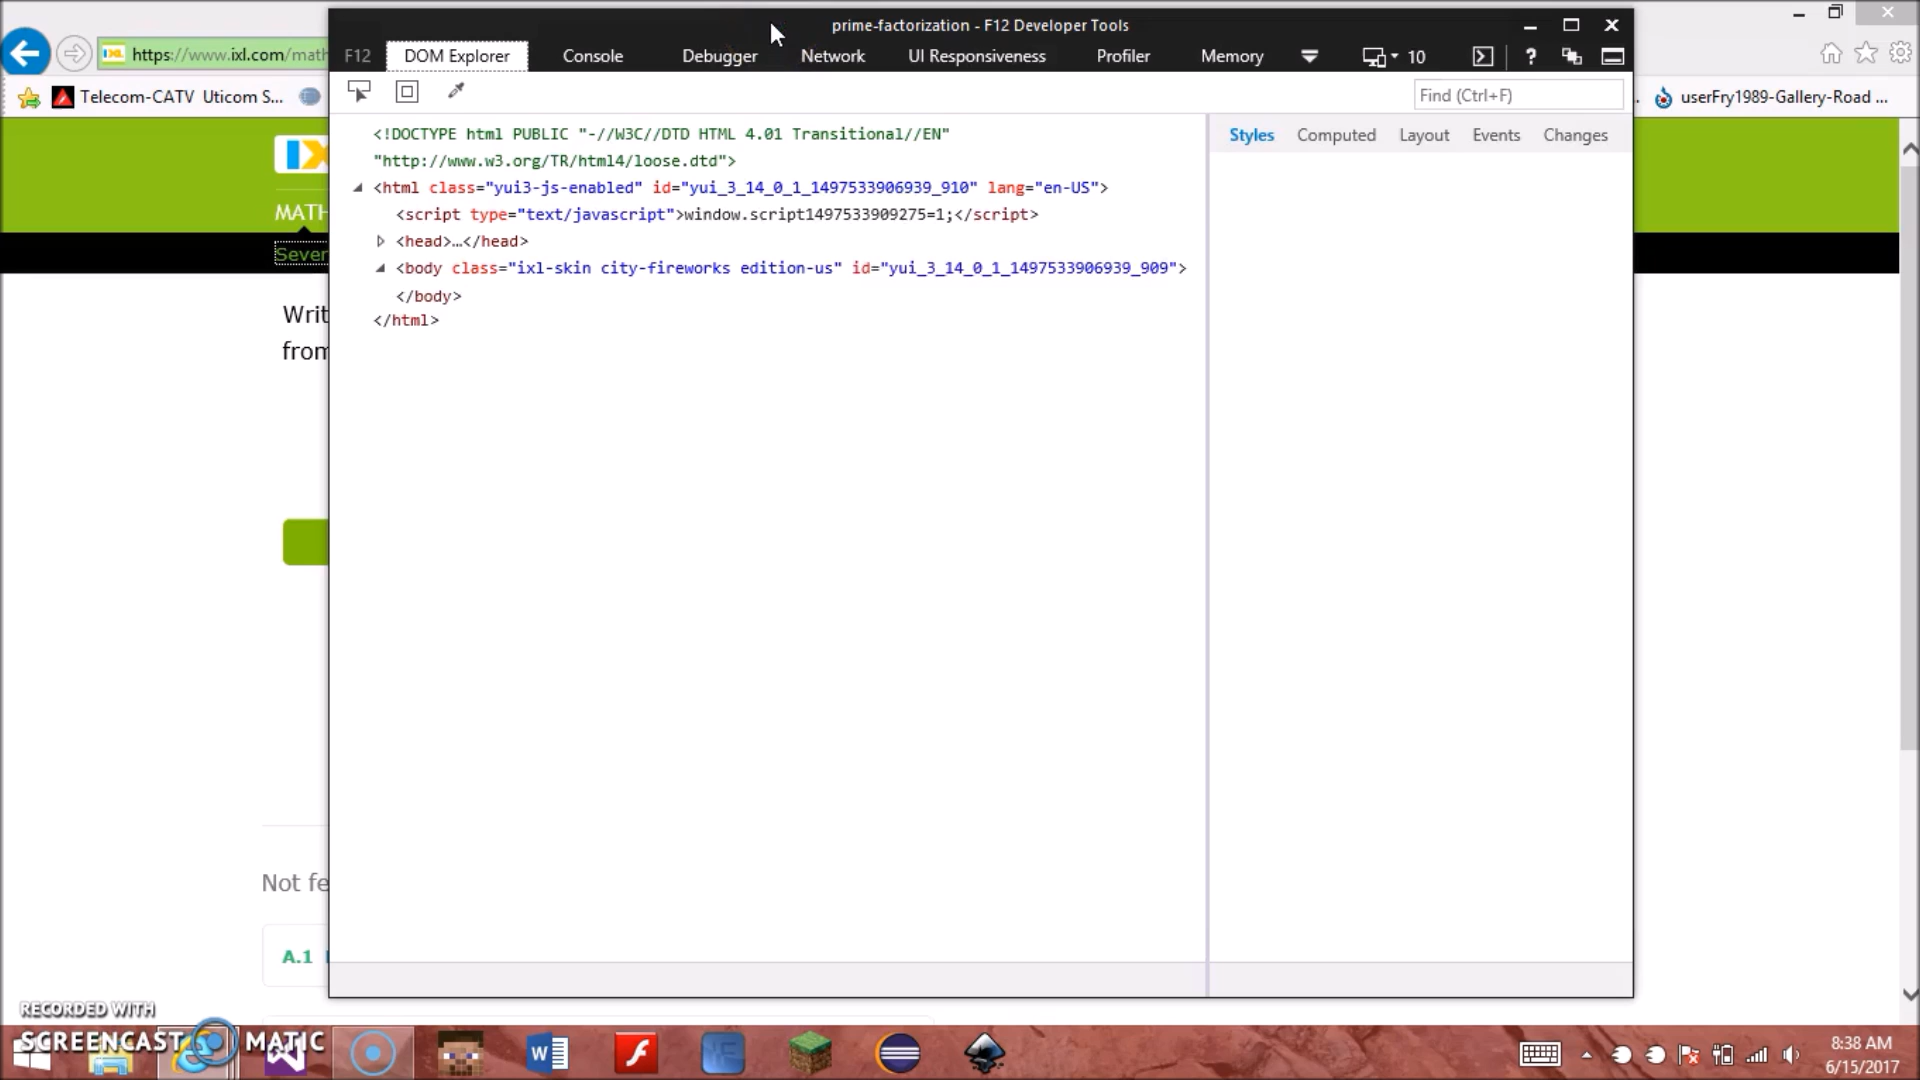 prime-factorization - F12 Developer Tools
https://www.ixl.com/math
F12 DOM Explorer Console Debugger Network UI Responsiveness Profiler Memory 10 ?
Telecom-CATV Uticom S...
Find (Ctrl+F)
userFry1989-Gallery-Road ...
<!DOCTYPE html PUBLIC "-//W3C//DTD HTML 4.01 Transitional//EN"
"http://www.w3.org/TR/html4/loose.dtd">
<html class="yui3-js-enabled" id="yui_3_14_0_1_1497533906939_910" lang="en-US">
<script type="text/javascript">window.script1497533909275=1;</script>
<head>…</head>
<body class="ixl-skin city-fireworks edition-us" id="yui_3_14_0_1_1497533906939_909">
</body>
</html>
Styles Computed Layout Events Changes
IX
MATH
Sever
Writ
from
Not fe
A.1
RECORDED WITH
SCREENCAST MATIC
8:38 AM
6/15/2017